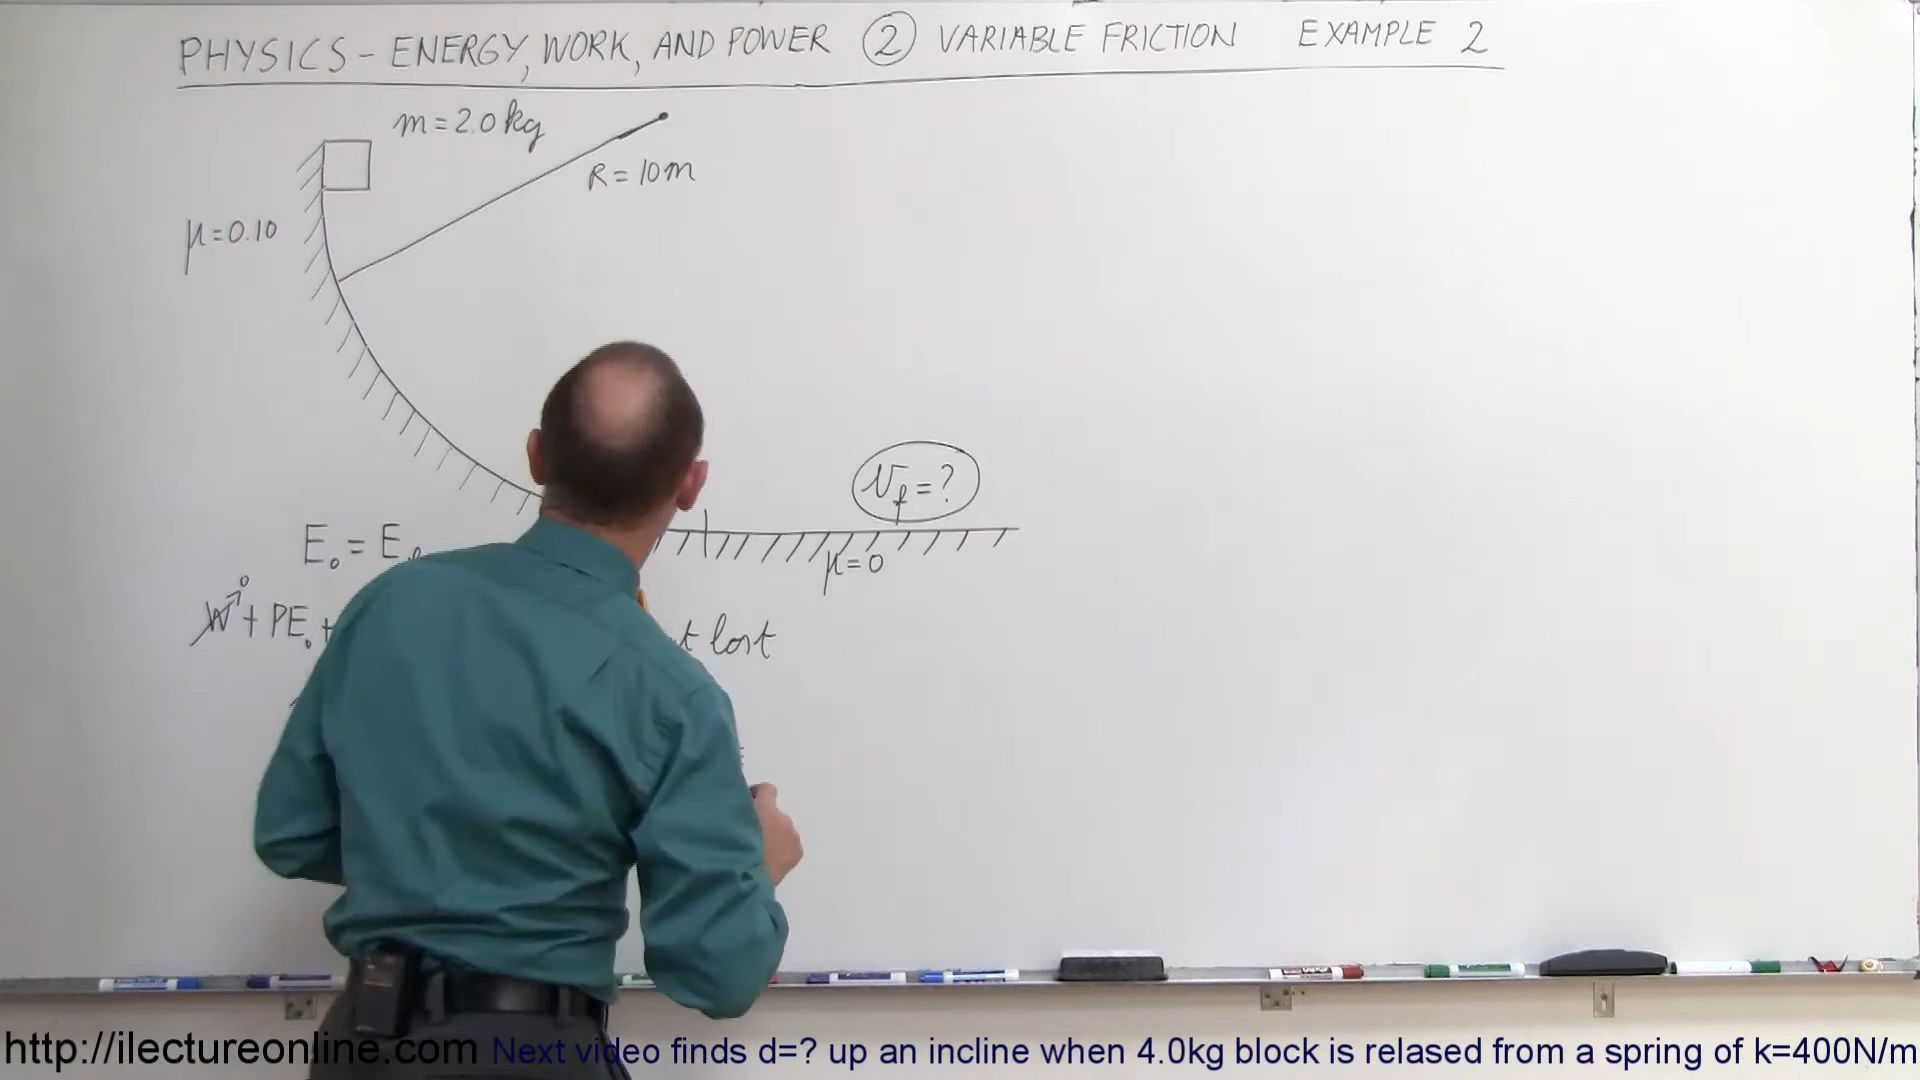 PHYSICS - ENERGY, WORK, AND POWER ② VARIABLE FRICTION EXAMPLE 2
m = 2.0 kg
R = 10m
μ = 0.10
v_f = ?
μ = 0
E₀ = E
W⁰ + PE₀ +
t lost
http://ilectureonline.com Next video finds d=? up an incline when 4.0kg block is relased from a spring of k=400N/m